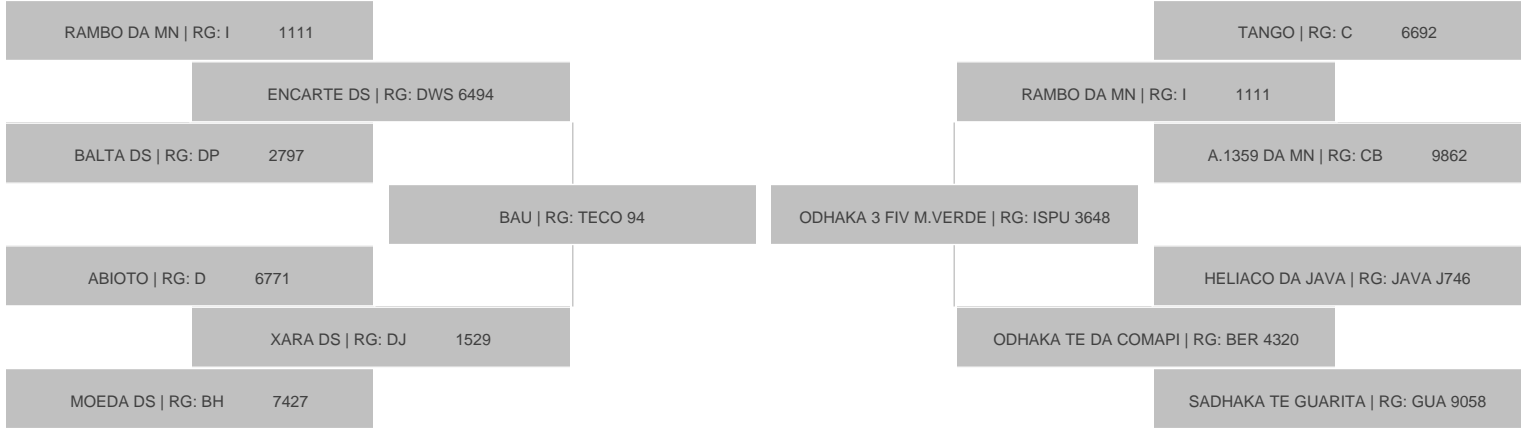 RAMBO DA MN | RG: I 1111
TANGO | RG: C 6692
ENCARTE DS | RG: DWS 6494
RAMBO DA MN | RG: I 1111
BALTA DS | RG: DP 2797
A.1359 DA MN | RG: CB 9862
BAU | RG: TECO 94
ODHAKA 3 FIV M.VERDE | RG: ISPU 3648
ABIOTO | RG: D 6771
HELIACO DA JAVA | RG: JAVA J746
XARA DS | RG: DJ 1529
ODHAKA TE DA COMAPI | RG: BER 4320
MOEDA DS | RG: BH 7427
SADHAKA TE GUARITA | RG: GUA 9058